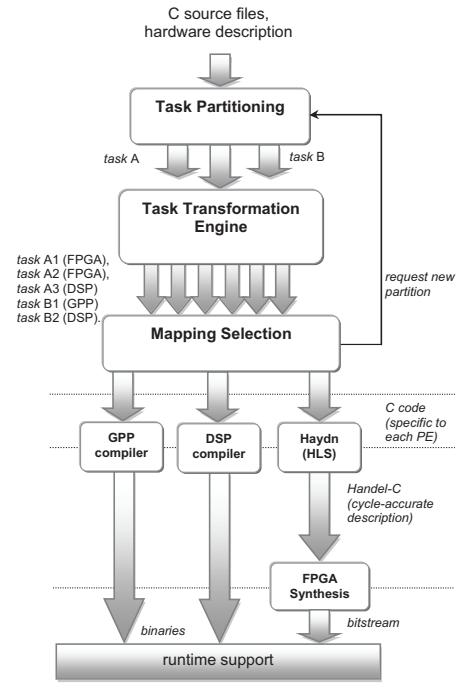 C source files,
hardware description
Task Partitioning
task A
task B
Task Transformation
Engine
task A1 (FPGA),
task A2 (FPGA),
task A3 (DSP)
task B1 (GPP)
task B2 (DSP).
request new
partition
Mapping Selection
C code
(specific to
each PE)
GPP
compiler
DSP
compiler
Haydn
(HLS)
Handel-C
(cycle-accurate
description)
FPGA
Synthesis
binaries
bitstream
runtime support